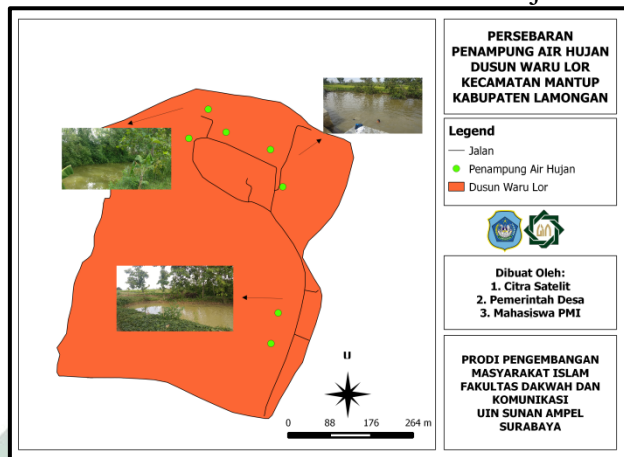 PERSEBARAN
PENAMPUNG AIR HUJAN
DUSUN WARU LOR
KECAMATAN MANTUP
KABUPATEN LAMONGAN
Legend
Jalan
Penampung Air Hujan
Dusun Waru Lor
Dibuat Oleh:
1. Citra Satelit
2. Pemerintah Desa
3. Mahasiswa PMI
PRODI PENGEMBANGAN
MASYARAKAT ISLAM
FAKULTAS DAKWAH DAN
KOMUNIKASI
UIN SUNAN AMPEL
SURABAYA
U
0 88 176 264 m